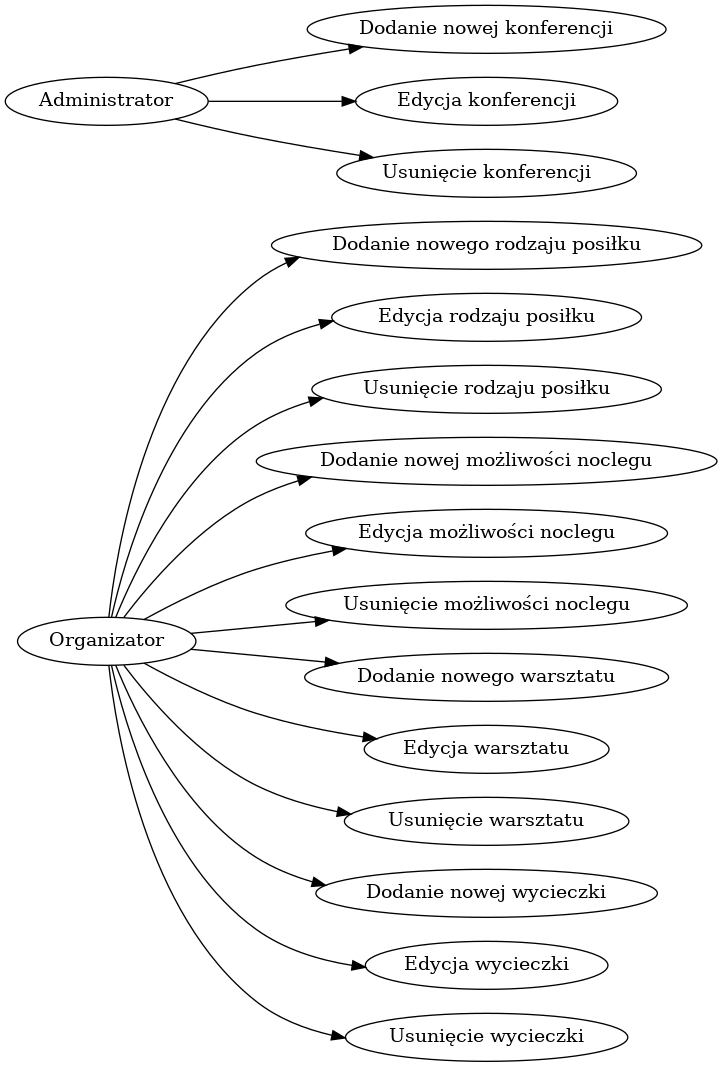 Dodanie nowej konferencji
Administrator
Edycja konferencji
Usunięcie konferencji
Dodanie nowego rodzaju posiłku
Edycja rodzaju posiłku
Usunięcie rodzaju posiłku
Dodanie nowej możliwości noclegu
Edycja możliwości noclegu
Usunięcie możliwości noclegu
Organizator
Dodanie nowego warsztatu
Edycja warsztatu
Usunięcie warsztatu
Dodanie nowej wycieczki
Edycja wycieczki
Usunięcie wycieczki